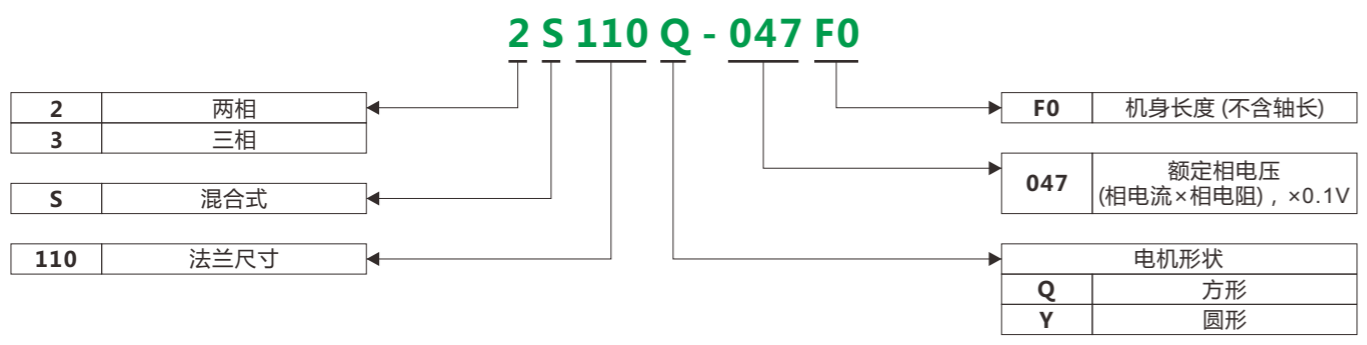 2 S 110 Q - 047 F0
2 两相
3 三相
S 混合式
110 法兰尺寸
F0 机身长度 (不含轴长)
047 额定相电压
(相电流×相电阻) , ×0.1V
电机形状
Q 方形
Y 圆形